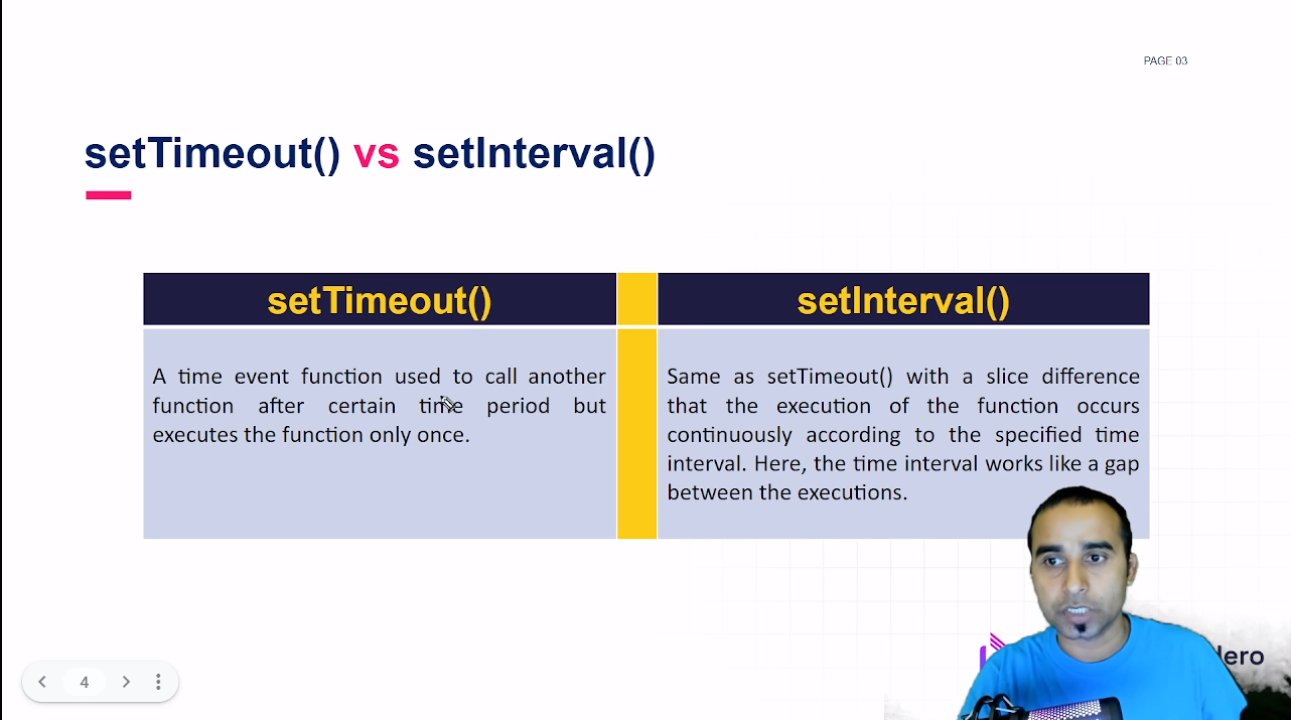 PAGE 03
setTimeout() vs setInterval()
setTimeout()
setInterval()
A time event function used to call another
function after certain time period but
executes the function only once.
Same as setTimeout() with a slice difference
that the execution of the function occurs
continuously according to the specified time
interval. Here, the time interval works like a gap
between the executions.
4